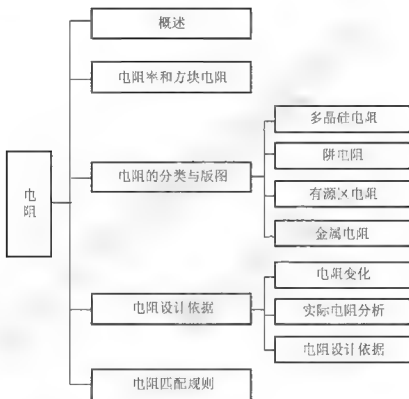 概述
电阻率和方块电阻
多晶硅电阻
阱电阻
电阻的分类与版图
有源区电阻
金属电阻
电阻
电阻变化
电阻设计依据
实际电阻分析
电阻设计依据
电阻匹配规则